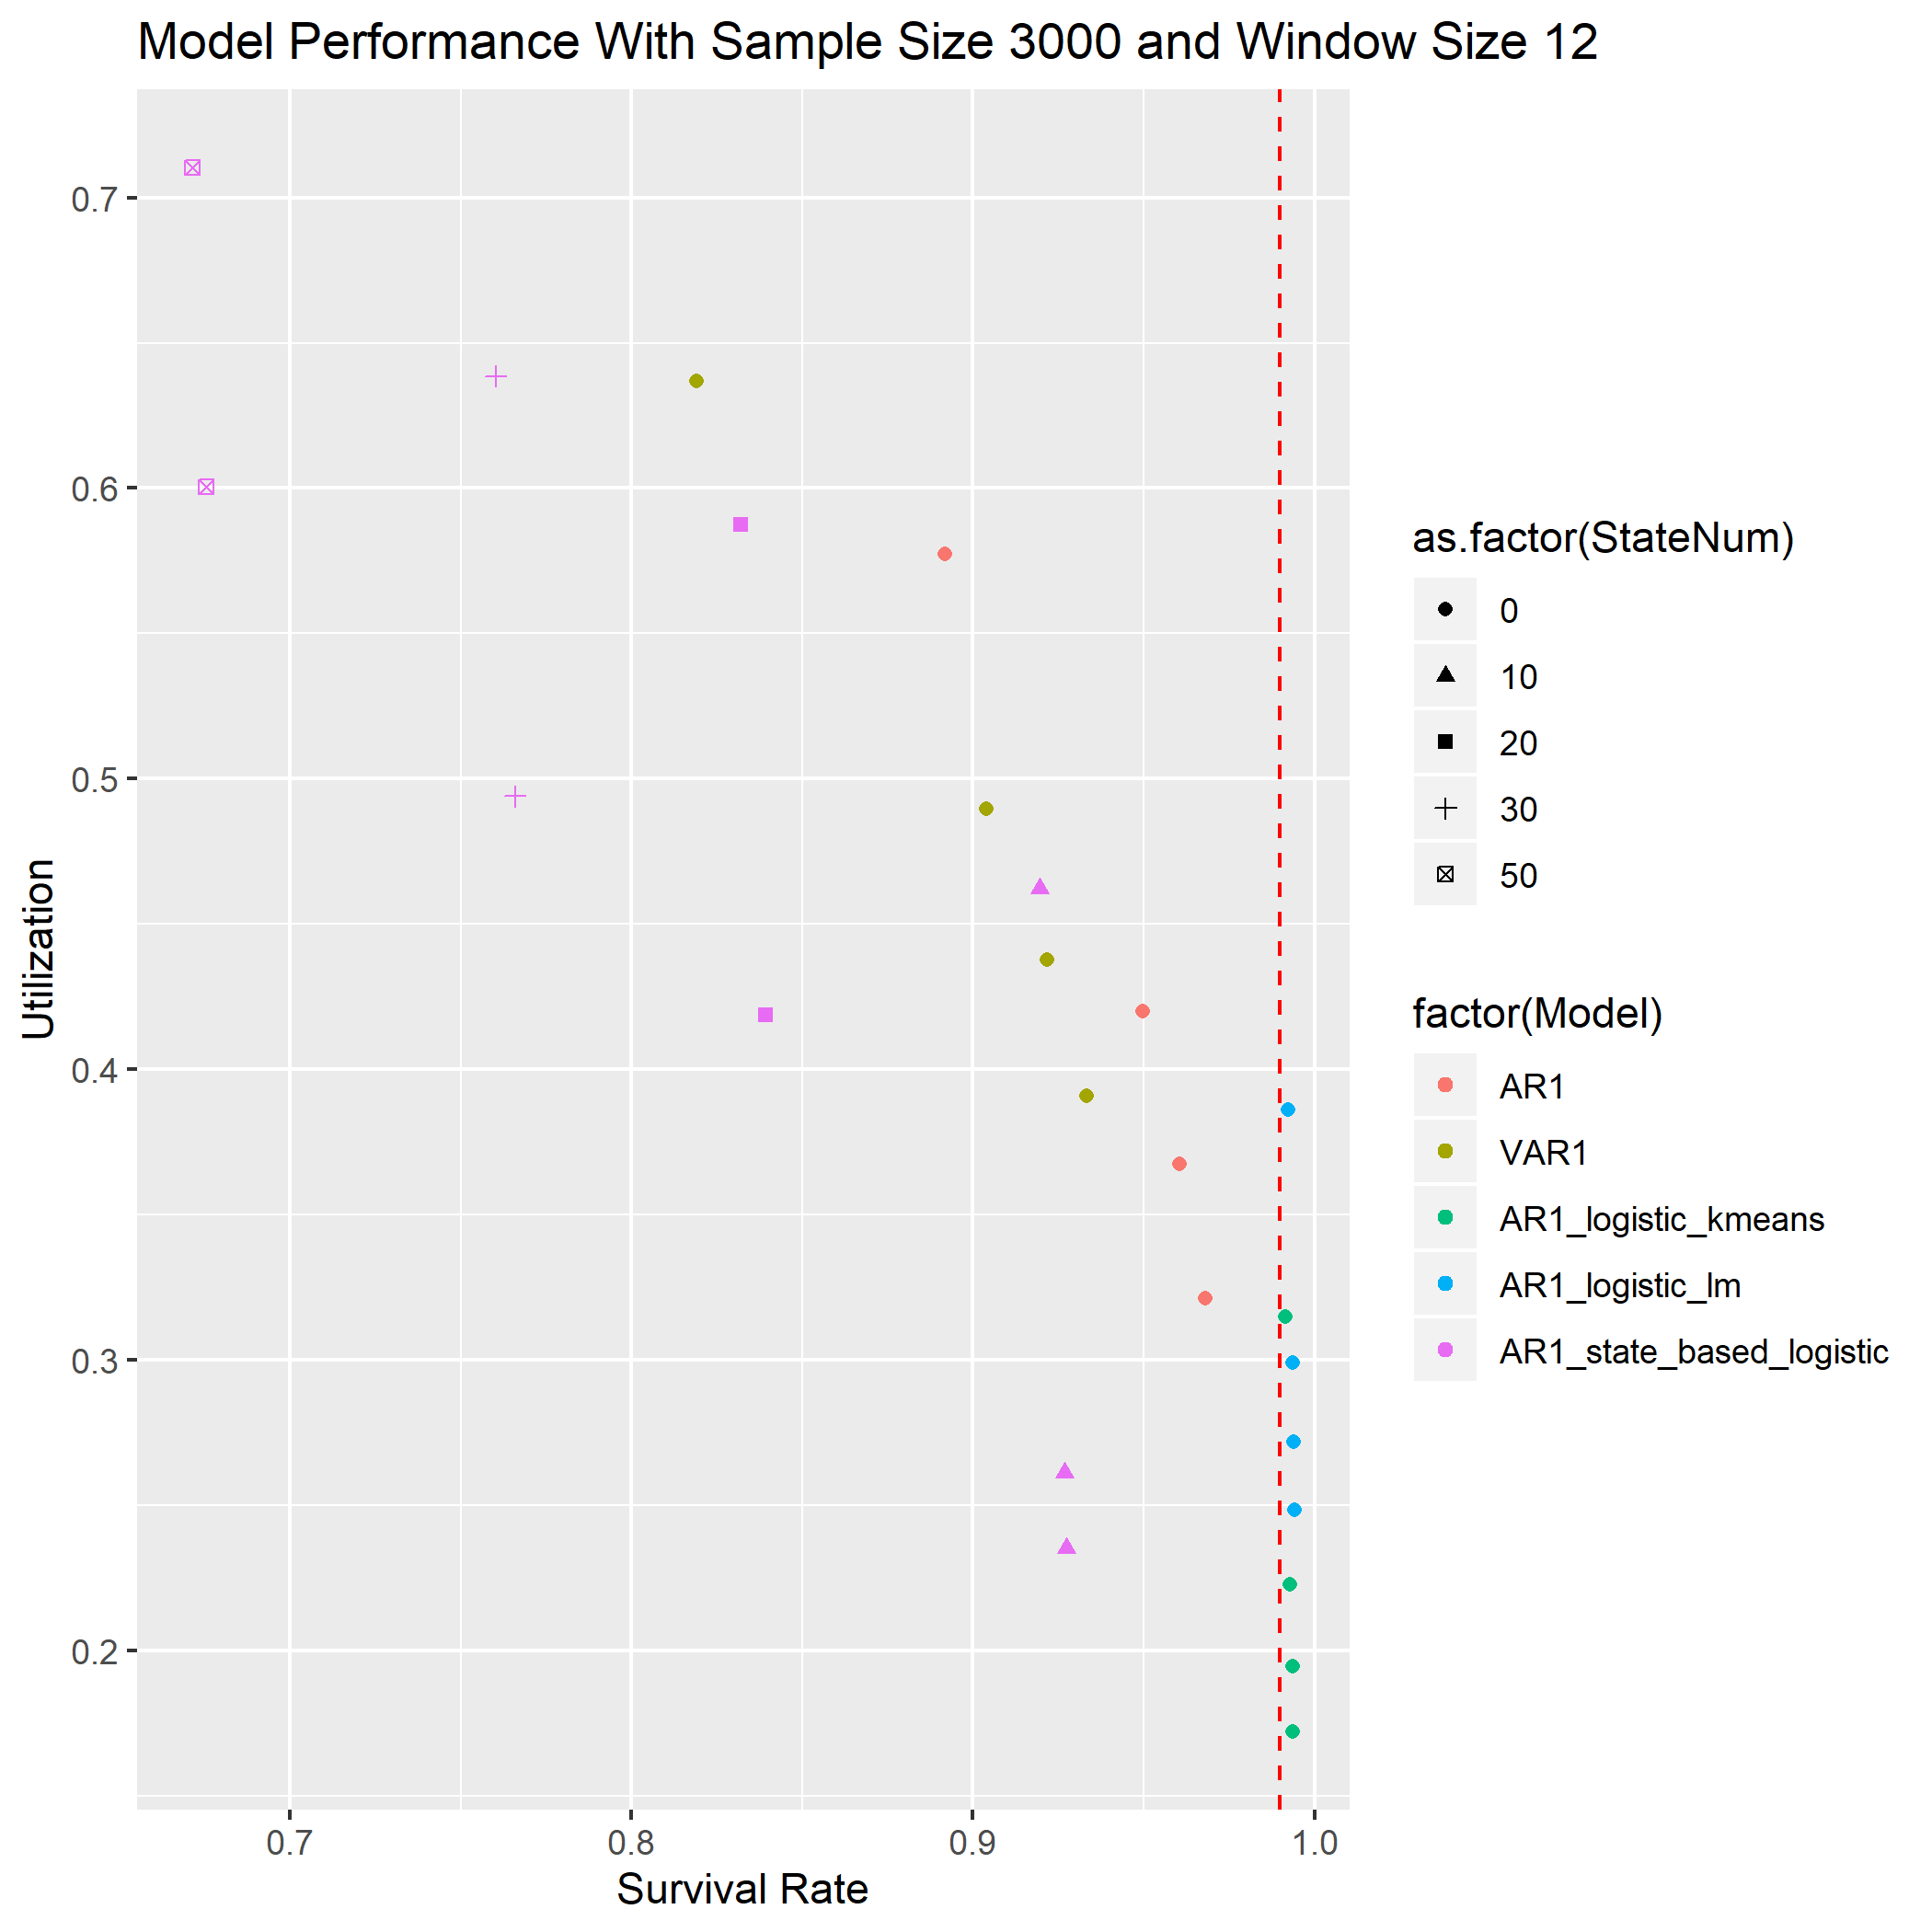 Model Performance With Sample Size 3000 and Window Size 12
Utilization
0.7
0.6
0.5
0.4
0.3
0.2
0.7
0.8
0.9
1.0
Survival Rate
as.factor(StateNum)
0
10
20
30
50
factor(Model)
AR1
VAR1
AR1_logistic_kmeans
AR1_logistic_lm
AR1_state_based_logistic